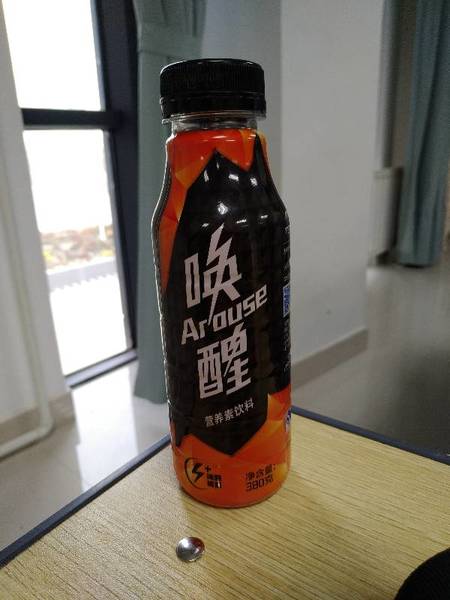 唤
Arouse
醒
营养素饮料
净含量:
380克